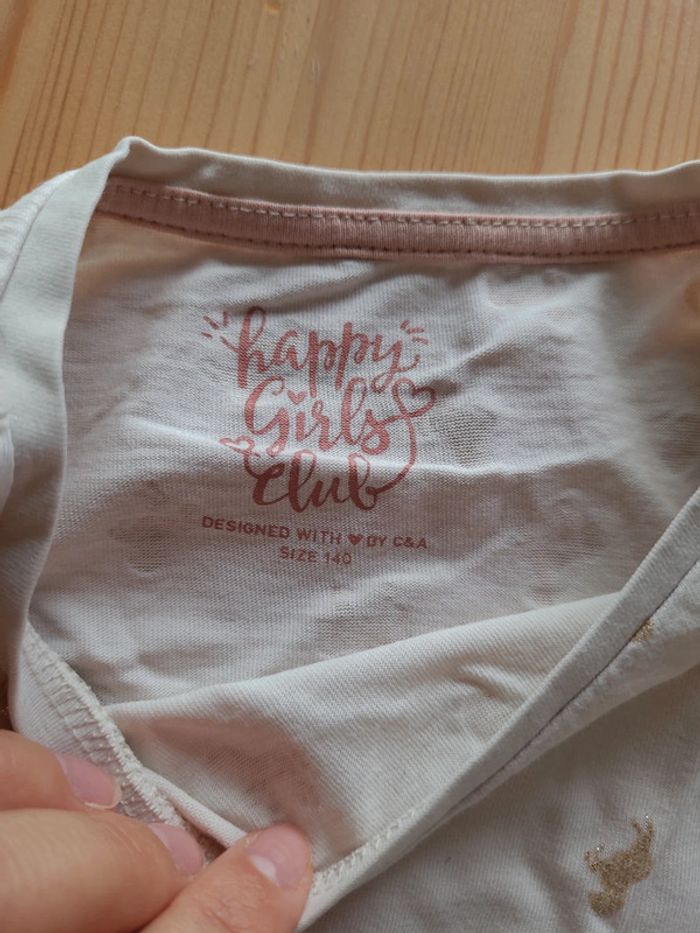 happy
Girls
Club
DESIGNED WITH ♥ BY C&A
SIZE 140